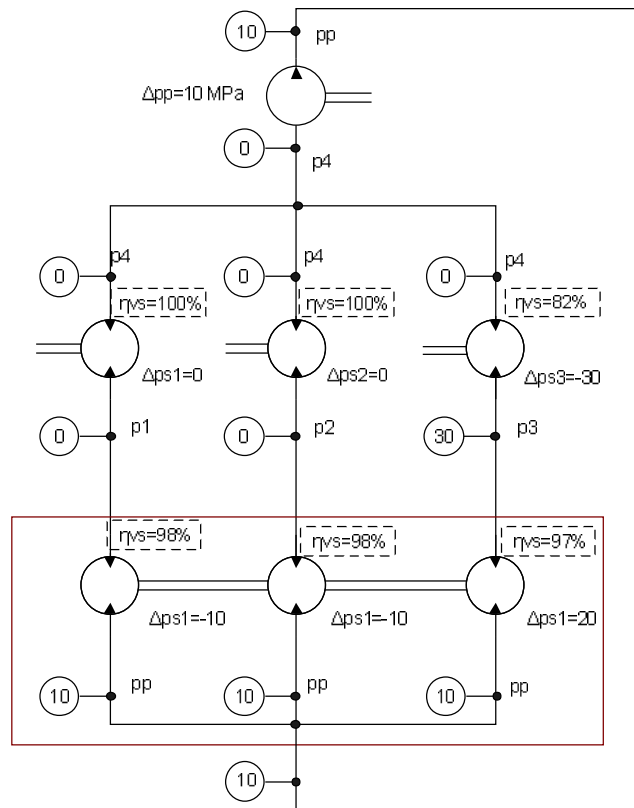 10 pp
Δpp=10 MPa
0 p4
p4 p4 p4
0 0 0
ηvs=100% ηvs=100% ηvs=82%
Δps1=0 Δps2=0 Δps3=-30
0 p1 0 p2 30 p3
ηvs=98% ηvs=98% ηvs=97%
Δps1=-10 Δps1=-10 Δps1=20
10 pp 10 pp 10 pp
10